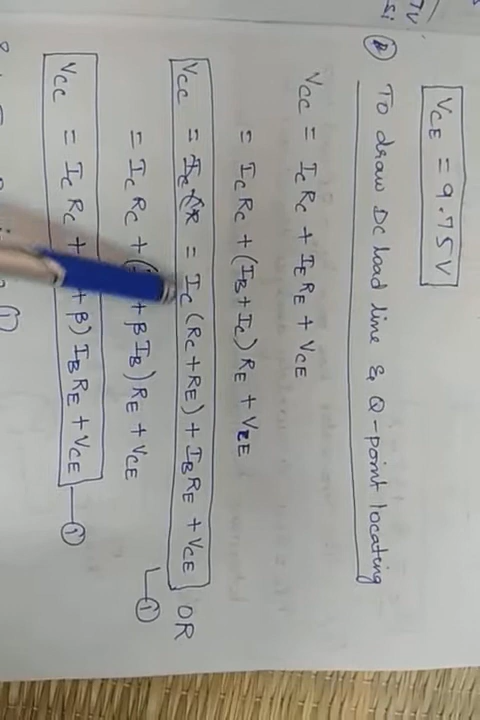 VCE = 9.75V
To draw DC load line & Q-point locating
VCC = IC RC + IE RE + VCE
= IC RC + (IB + IC) RE + VCE
VCC = = IC (RC + RE) + IB RE + VCE OR
①
= IC RC + ( + β IB) RE + VCE
VCC = IC RC + + β) IB RE + VCE ①